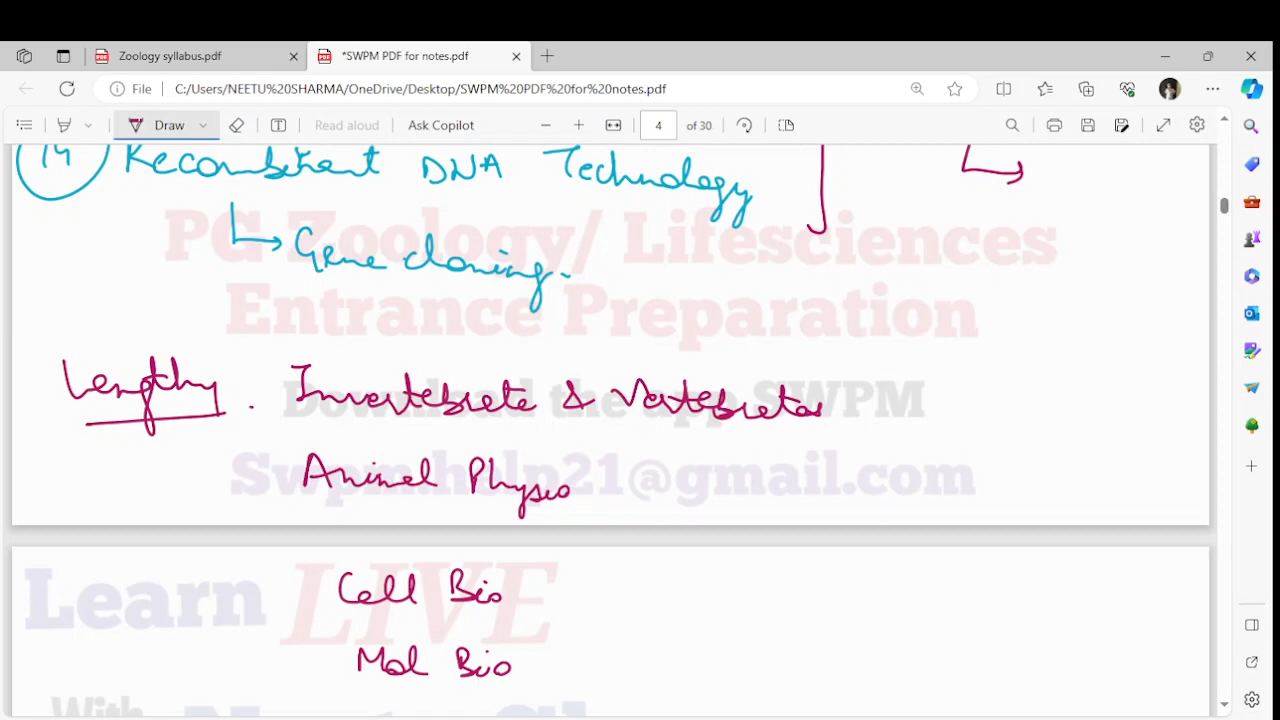 Zoology syllabus.pdf
*SWPM PDF for notes.pdf
File C:/Users/NEETU%20SHARMA/OneDrive/Desktop/SWPM%20PDF%20for%20notes.pdf
Draw Read aloud Ask Copilot 4 of 30
14 Recombinant DNA Technology
PG Zoology/ Lifesciences
Gene cloning.
Entrance Preparation
Lengthy . Invertebrate & Vertebrates
Download the app SWPM
Animal Physio
Swpmhelp21@gmail.com
Cell Bio
Learn LIVE
Mol Bio
With